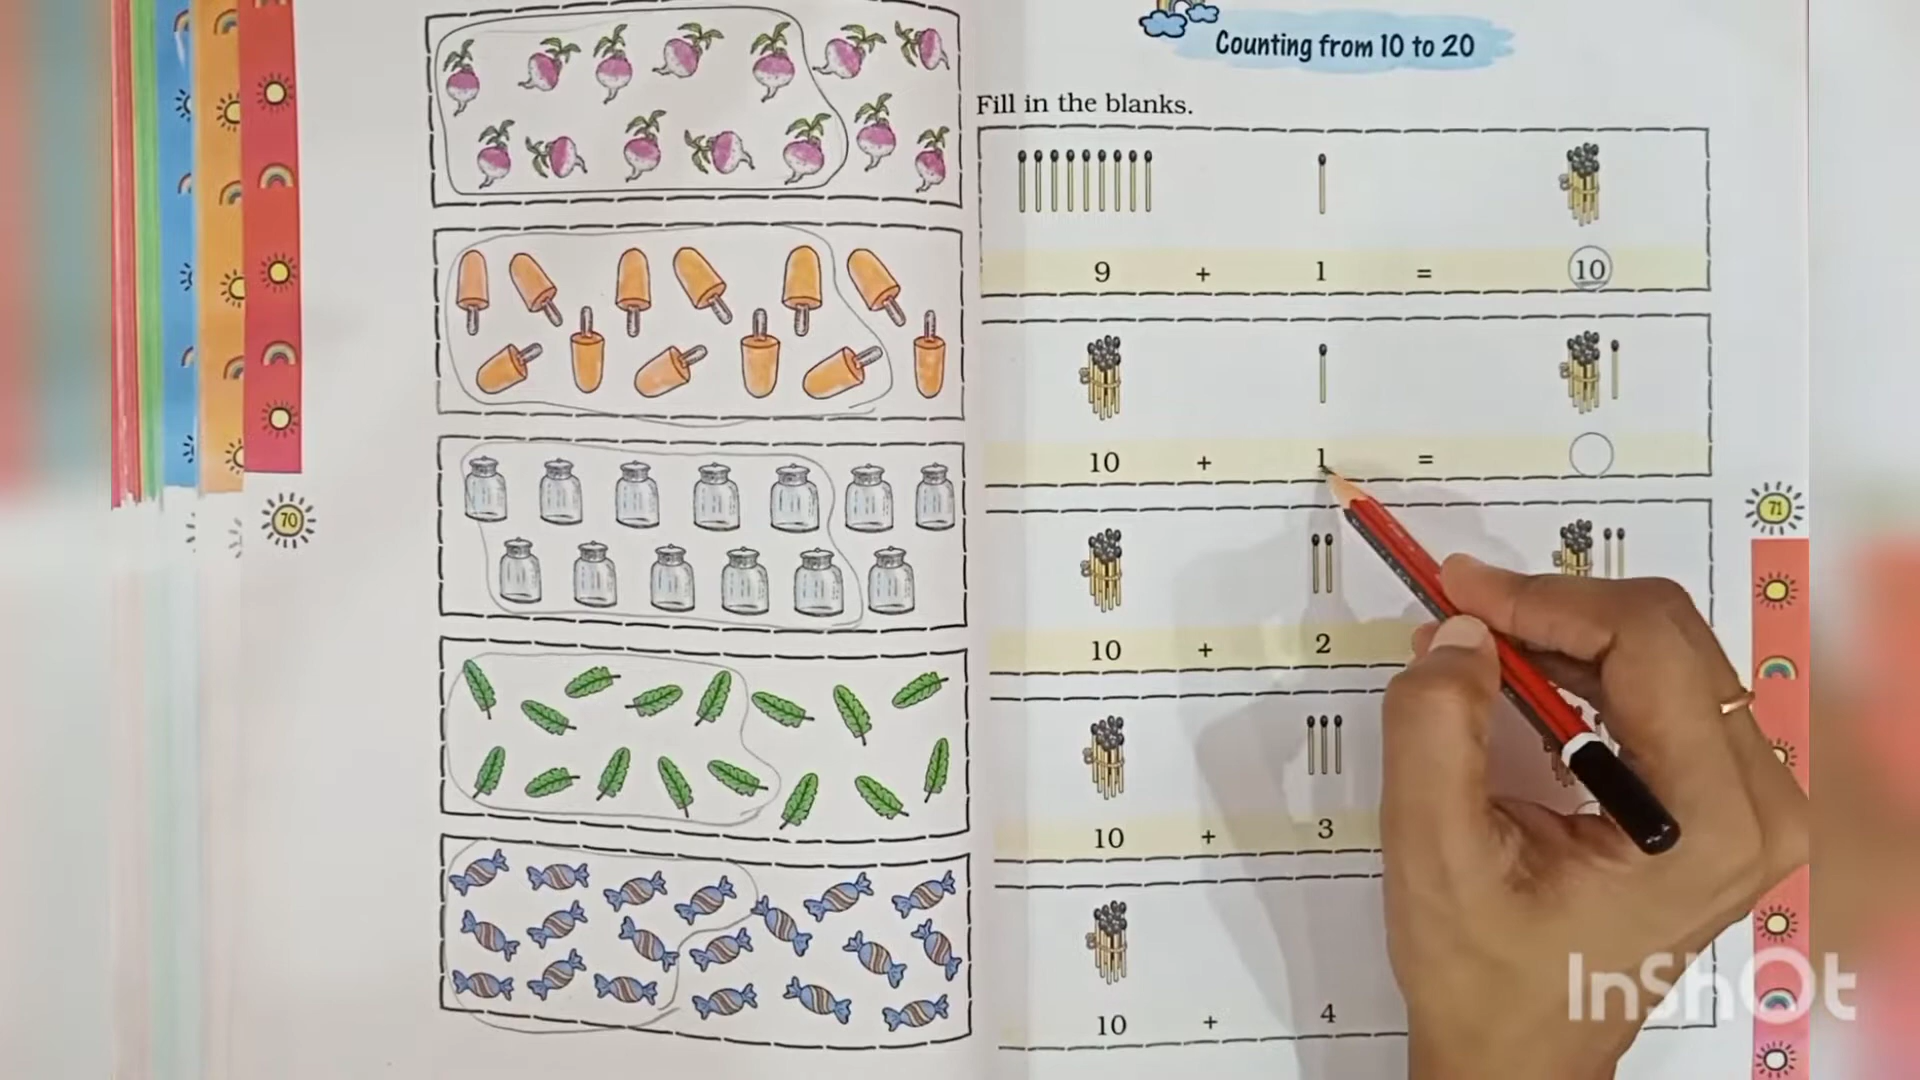 Counting from 10 to 20
Fill in the blanks.
9 + 1 = 10
10 + 1 =
10 + 2
10 + 3
10 + 4
70
71
InShOt